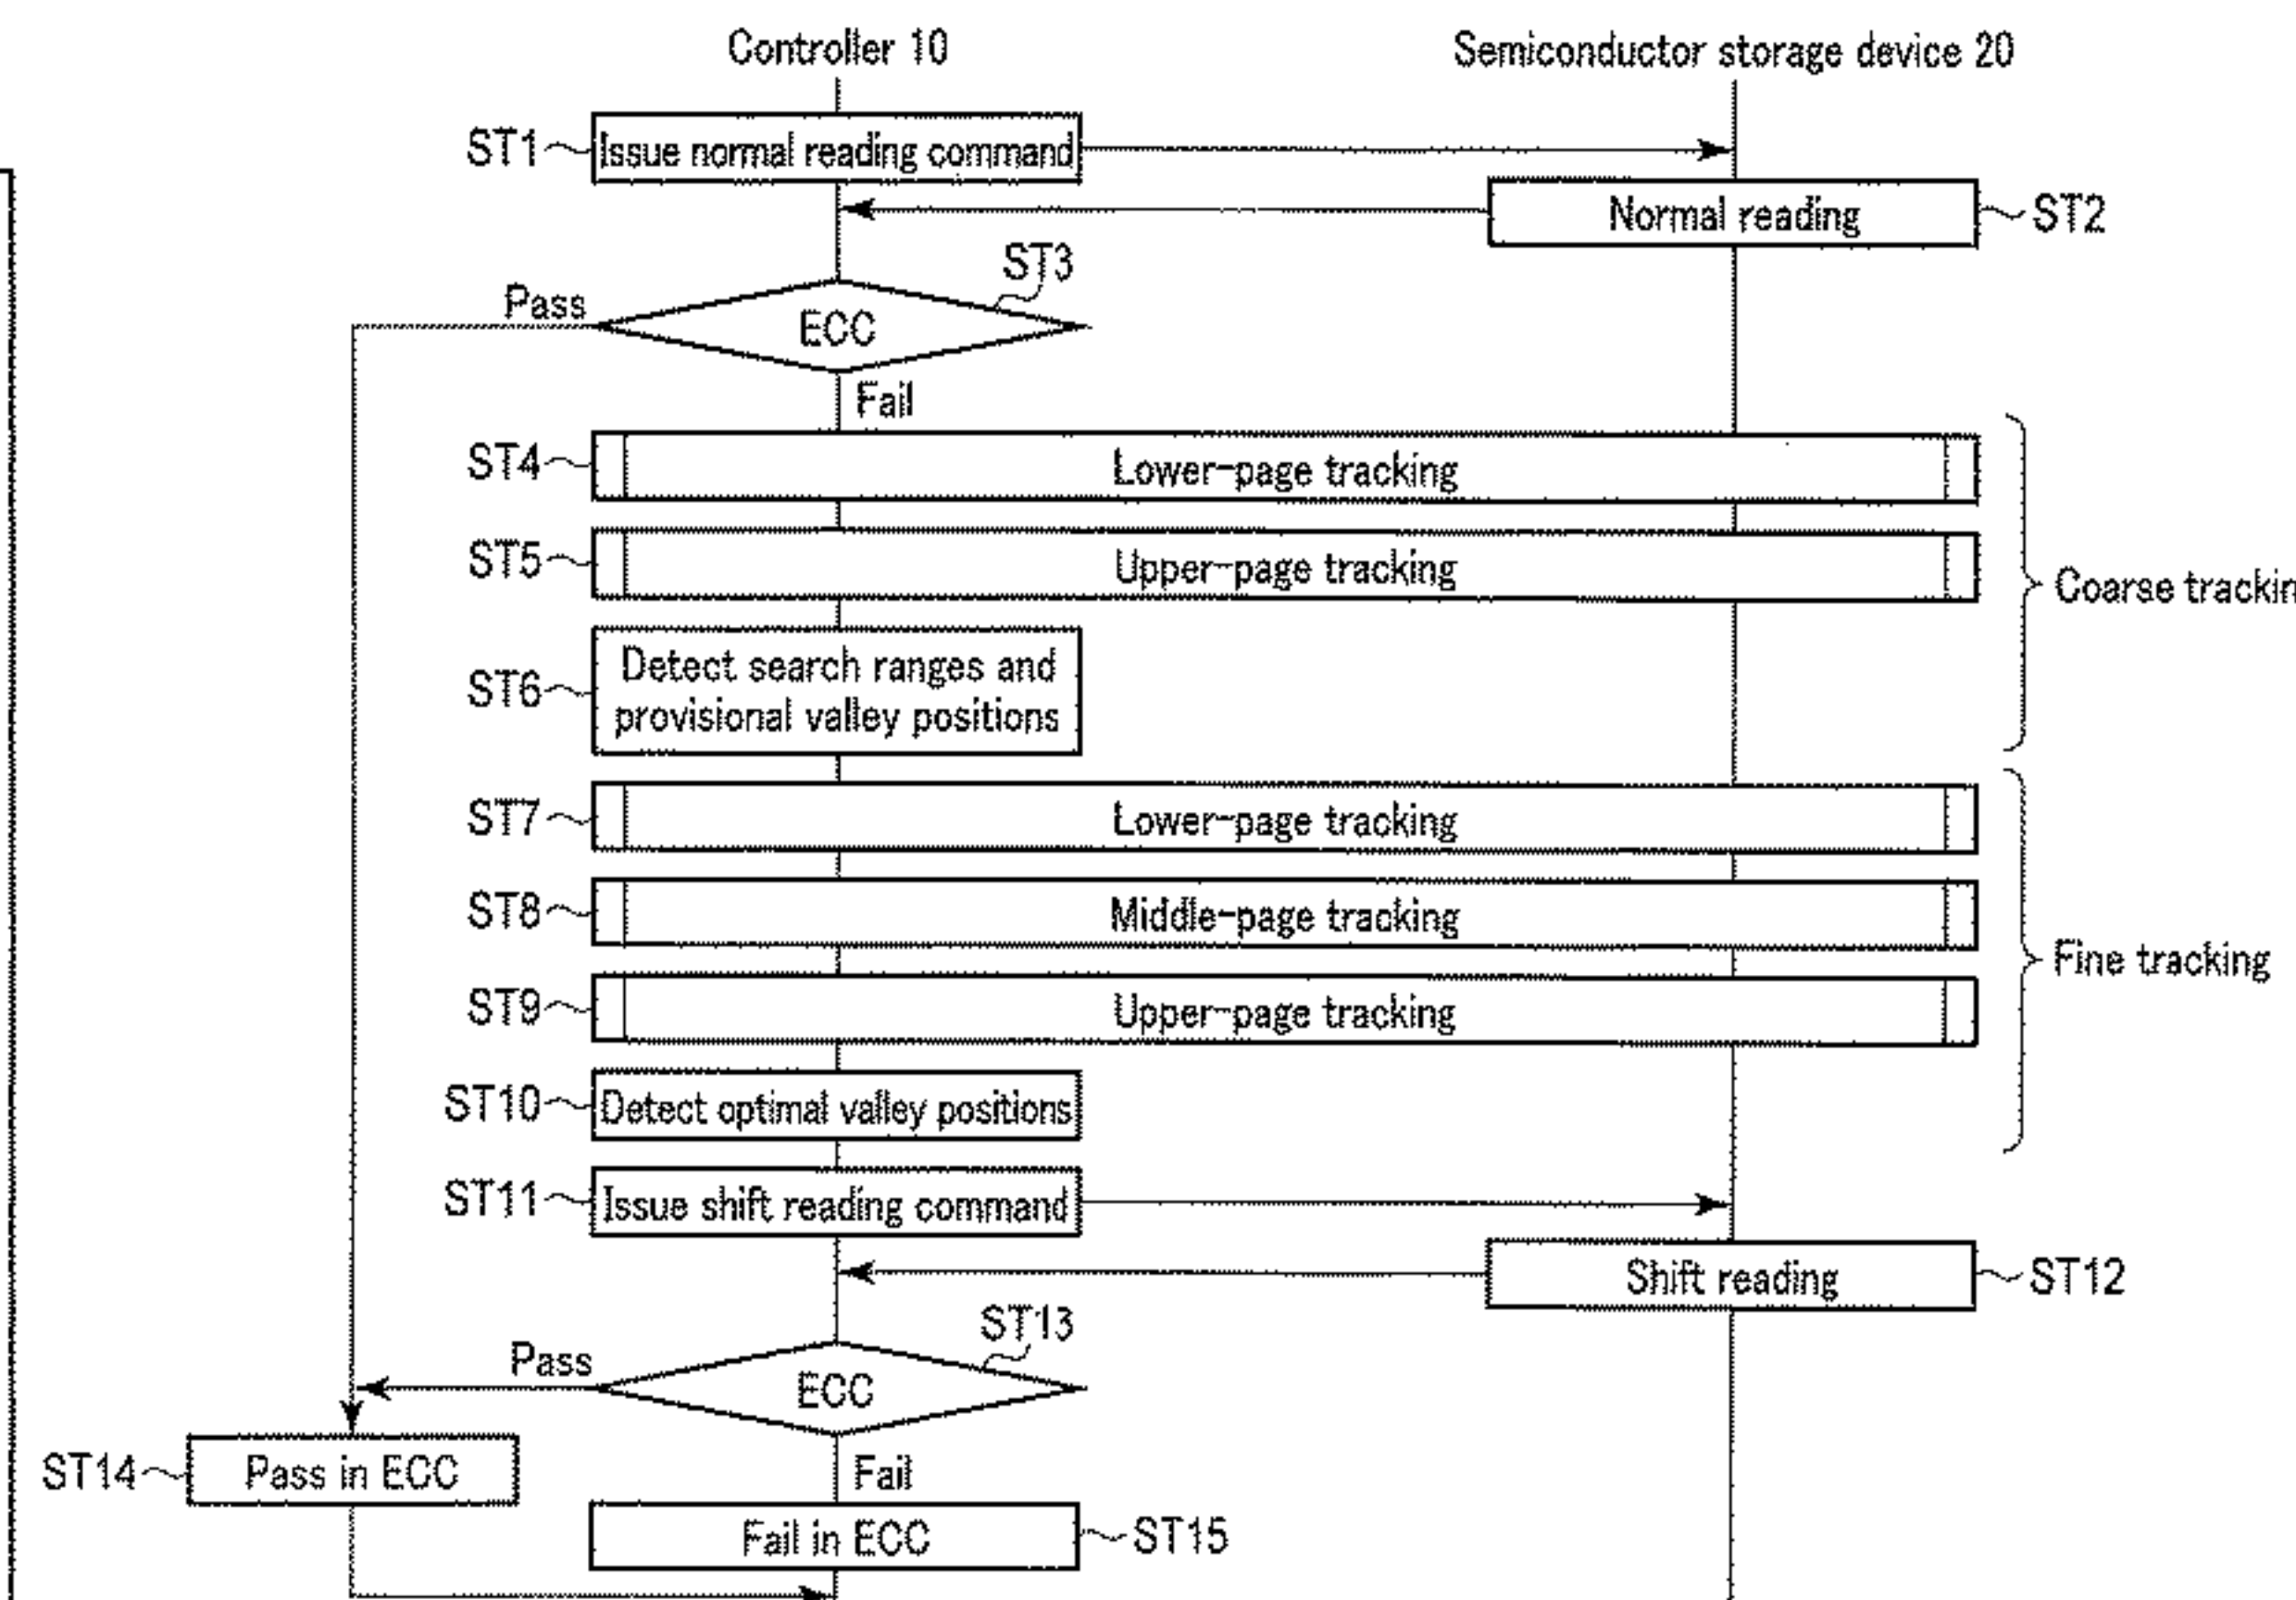 Controller 10
Semiconductor storage device 20
ST1
Issue normal reading command
Normal reading
ST2
ST3
Pass
ECC
Fail
ST4
Lower-page tracking
ST5
Upper-page tracking
Coarse trackin
ST6
Detect search ranges and
provisional valley positions
ST7
Lower-page tracking
ST8
Middle-page tracking
Fine tracking
ST9
Upper-page tracking
ST10
Detect optimal valley positions
ST11
Issue shift reading command
Shift reading
ST12
ST13
Pass
ECC
ST14
Pass in ECC
Fail
Fail in ECC
ST15